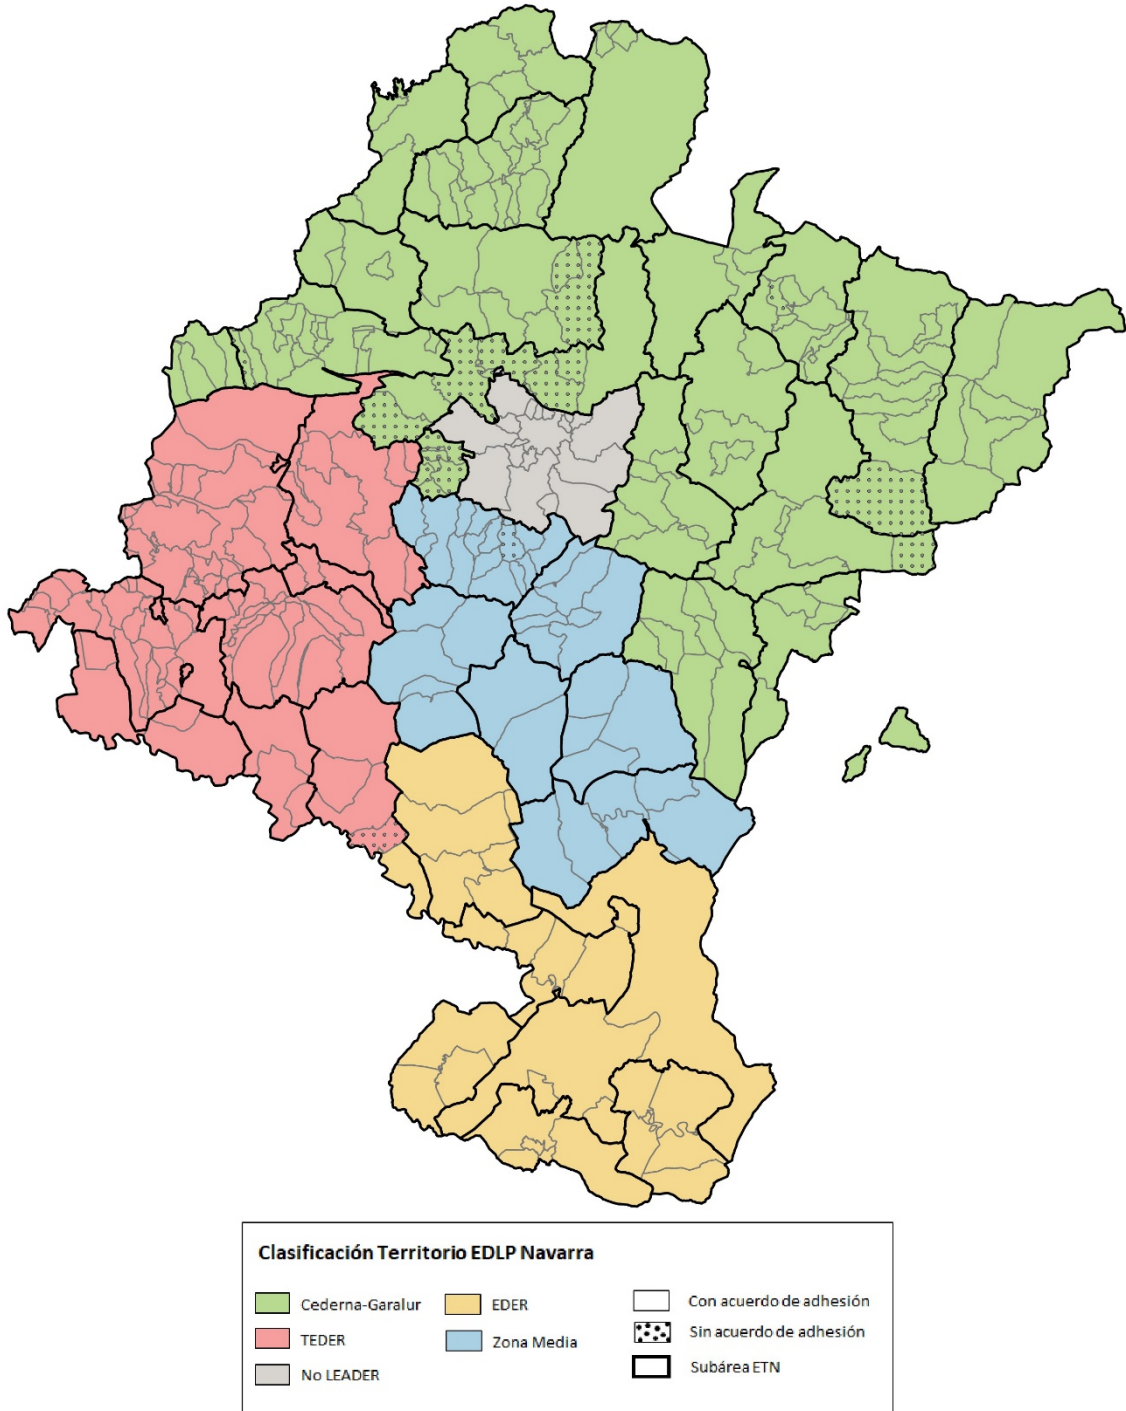 Clasificación Territorio EDLP Navarra
Cederna-Garalur
EDER
Con acuerdo de adhesión
TEDER
Zona Media
Sin acuerdo de adhesión
No LEADER
Subárea ETN